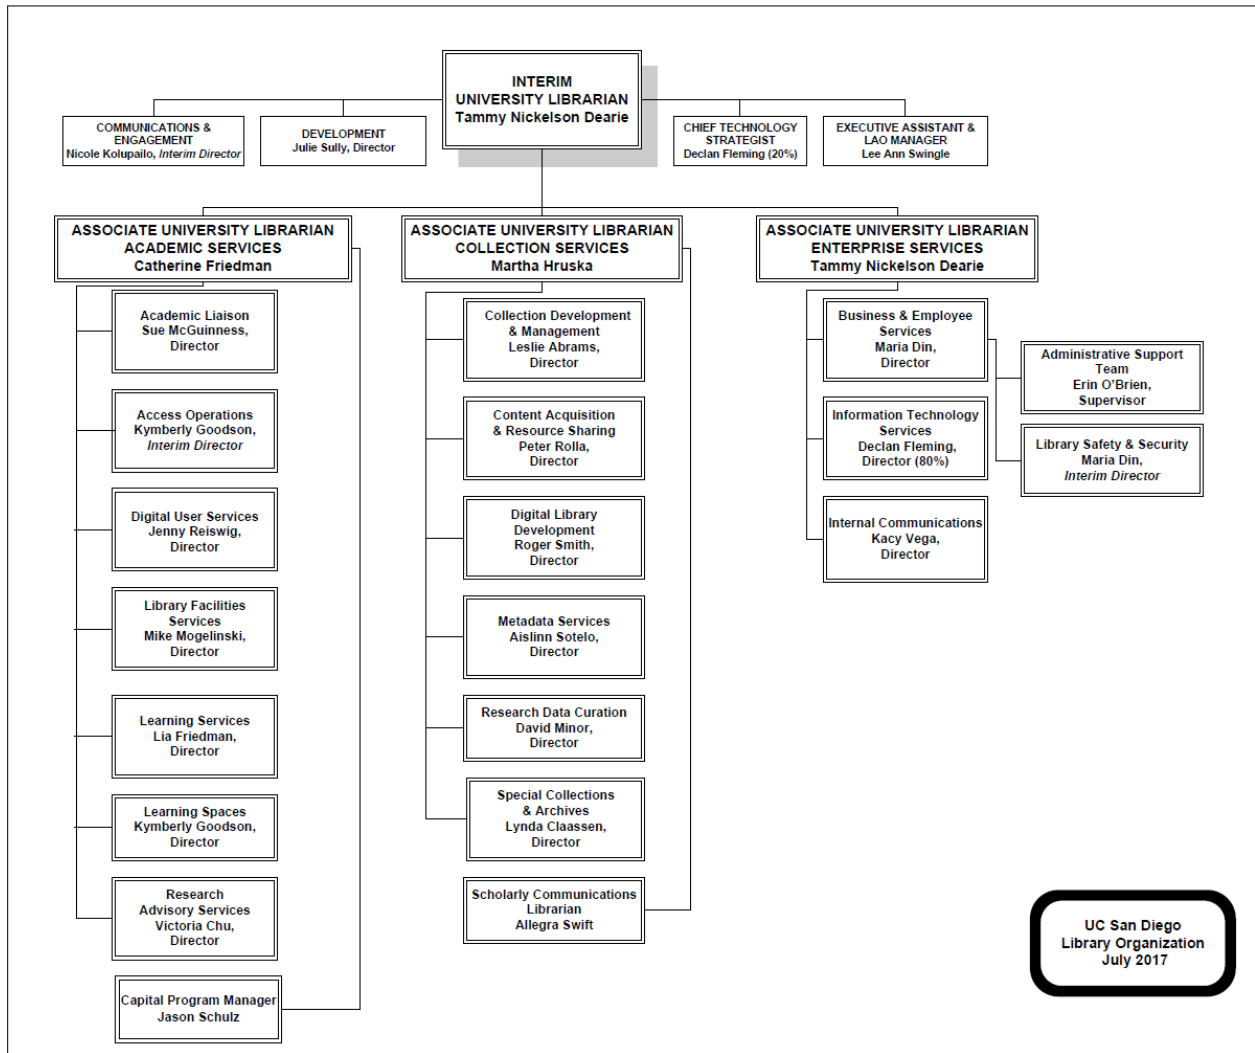 INTERIM
UNIVERSITY LIBRARIAN
Tammy Nickelson Dearie
COMMUNICATIONS &
ENGAGEMENT
Nicole Kolupailo, Interim Director
DEVELOPMENT
Julie Sully, Director
CHIEF TECHNOLOGY
STRATEGIST
Declan Fleming (20%)
EXECUTIVE ASSISTANT &
LAO MANAGER
Lee Ann Swingle
ASSOCIATE UNIVERSITY LIBRARIAN
ACADEMIC SERVICES
Catherine Friedman
Academic Liaison
Sue McGuinness,
Director
Access Operations
Kymberly Goodson,
Interim Director
Digital User Services
Jenny Reiswig,
Director
Library Facilities
Services
Mike Mogelinski,
Director
Learning Services
Lia Friedman,
Director
Learning Spaces
Kymberly Goodson,
Director
Research
Advisory Services
Victoria Chu,
Director
Capital Program Manager
Jason Schulz
ASSOCIATE UNIVERSITY LIBRARIAN
COLLECTION SERVICES
Martha Hruska
Collection Development
& Management
Leslie Abrams,
Director
Content Acquisition
& Resource Sharing
Peter Rolla,
Director
Digital Library
Development
Roger Smith,
Director
Metadata Services
Aislinn Sotelo,
Director
Research Data Curation
David Minor,
Director
Special Collections
& Archives
Lynda Claassen,
Director
Scholarly Communications
Librarian
Allegra Swift
ASSOCIATE UNIVERSITY LIBRARIAN
ENTERPRISE SERVICES
Tammy Nickelson Dearie
Business & Employee
Services
Maria Din,
Director
Information Technology
Services
Declan Fleming,
Director (80%)
Internal Communications
Kacy Vega,
Director
Administrative Support
Team
Erin O'Brien,
Supervisor
Library Safety & Security
Maria Din,
Interim Director
UC San Diego
Library Organization
July 2017